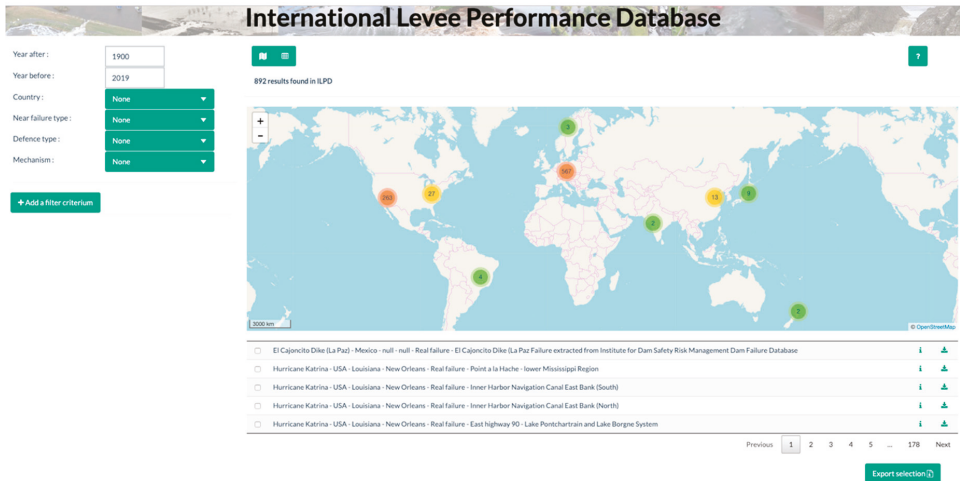 International Levee Performance Database
Year after : 1900
Year before : 2019
Country : None
Near failure type : None
Defence type : None
Mechanism : None
+ Add a filter criterium
?
892 results found in ILPD
+
-
3
567
263
27
13
9
2
4
2
3000 km
© OpenStreetMap
El Cajoncito Dike (La Paz) - Mexico - null - null - Real failure - El Cajoncito Dike (La Paz Failure extracted from Institute for Dam Safety Risk Management Dam Failure Database
Hurricane Katrina - USA - Louisiana - New Orleans - Real failure - Point a la Hache - lower Mississippi Region
Hurricane Katrina - USA - Louisiana - New Orleans - Real failure - Inner Harbor Navigation Canal East Bank (South)
Hurricane Katrina - USA - Louisiana - New Orleans - Real failure - Inner Harbor Navigation Canal East Bank (North)
Hurricane Katrina - USA - Louisiana - New Orleans - Real failure - East highway 90 - Lake Pontchartrain and Lake Borgne System
Previous 1 2 3 4 5 ... 178 Next
Export selection